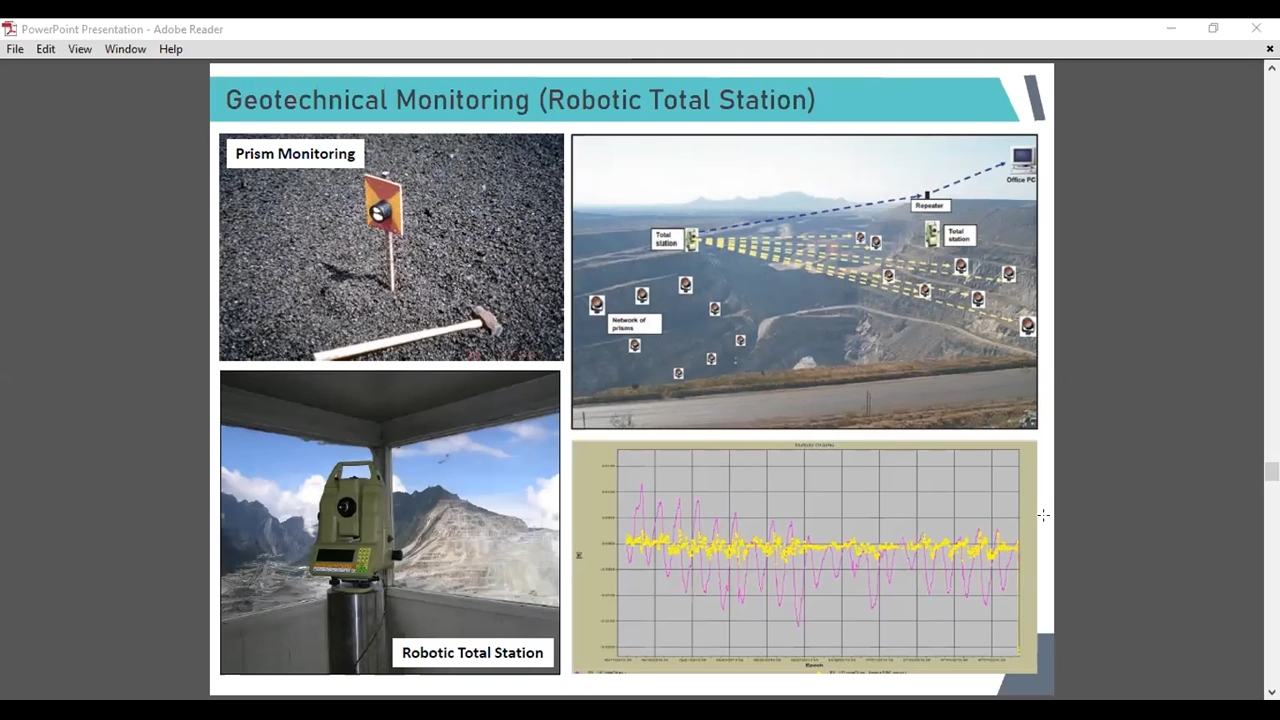 PowerPoint Presentation - Adobe Reader
File Edit View Window Help
Geotechnical Monitoring (Robotic Total Station)
Prism Monitoring
Office PC
Repeater
Total
station
Total
station
Network of
prisms
Robotic Total Station
Epoch